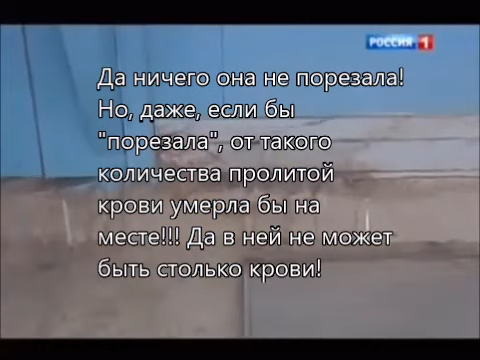 РОССИЯ 1
Да ничего она не порезала!
Но, даже, если бы
"порезала", от такого
количества пролитой
крови умерла бы на
месте!!! Да в ней не может
быть столько крови!